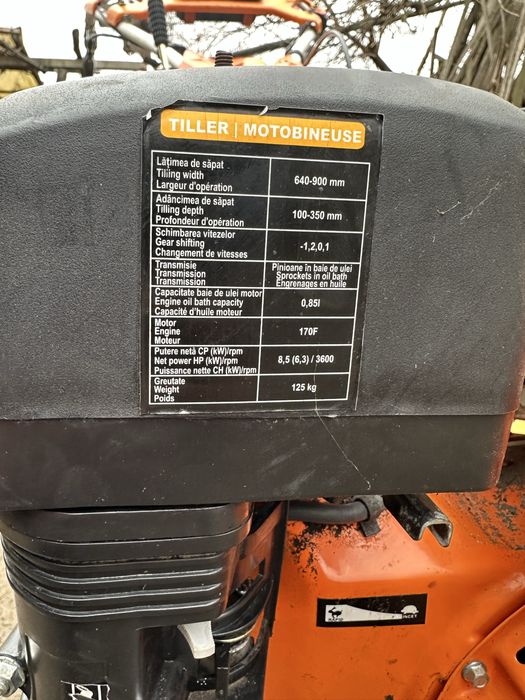 TILLER | MOTOBINEUSE
Lățimea de săpat
Tiliing width
Largeur d'opération
640-900 mm
Adâncimea de săpat
Tilling depth
Profondeur d'opération
100-350 mm
Schimbarea vitezelor
Gear shifting
Changement de vitesses
-1,2,0,1
Transmisie
Transmission
Transmission
Pinioane în baie de ulei
Sprockets in oil bath
Engrenages en huile
Capacitate baie de ulei motor
Engine oil bath capacity
Capacité d'huile moteur
0,85l
Motor
Engine
Moteur
170F
Putere netă CP (kW)/rpm
Net power HP (kW)/rpm
Puissance nette CH (kW)/rpm
8,5 (6,3) / 3600
Greutate
Weight
Poids
125 kg
RAPID
INCET